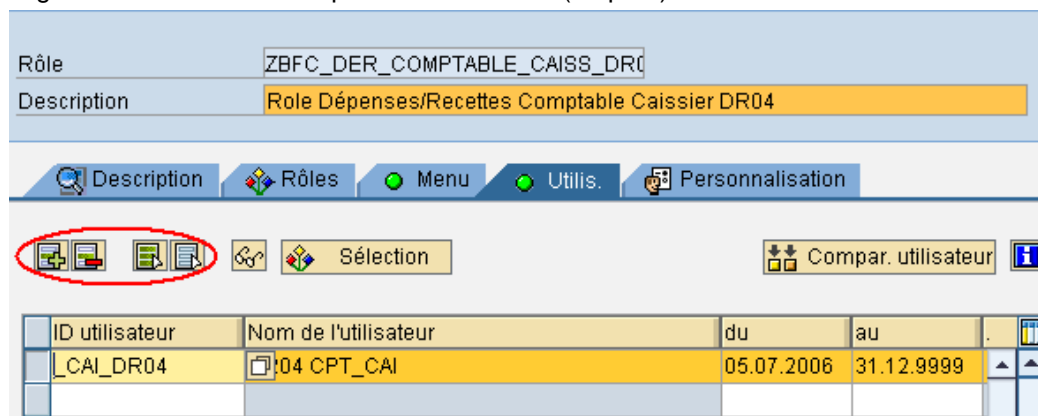 Rôle ZBFC_DER_COMPTABLE_CAISS_DR
Description Role Dépenses/Recettes Comptable Caissier DR04
Description Rôles Menu Utilis. Personnalisation
Sélection Compar. utilisateur
ID utilisateur Nom de l'utilisateur du au .
_CAI_DR04 04 CPT_CAI 05.07.2006 31.12.9999